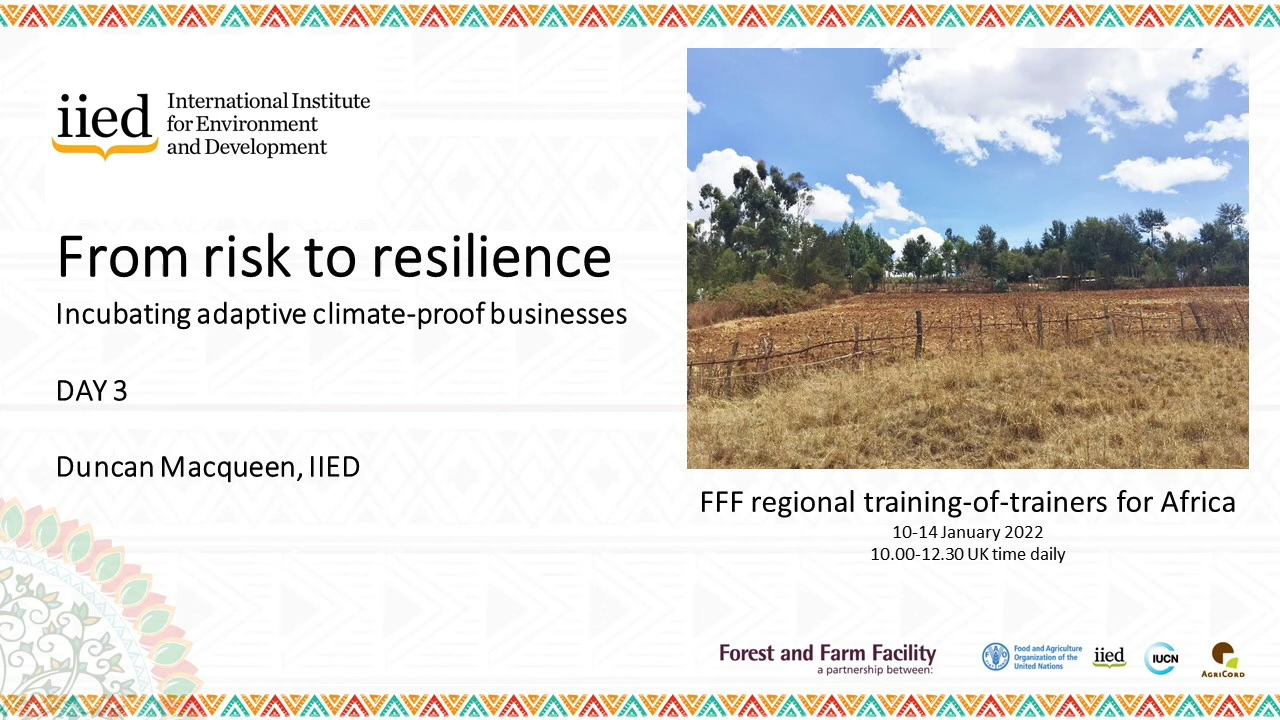 iied
International Institute
for Environment
and Development
From risk to resilience
Incubating adaptive climate-proof businesses
DAY 3
Duncan Macqueen, IIED
FFF regional training-of-trainers for Africa
10-14 January 2022
10.00-12.30 UK time daily
Forest and Farm Facility
a partnership between:
Food and Agriculture
Organization of the
United Nations
iied
IUCN
AGRICORD